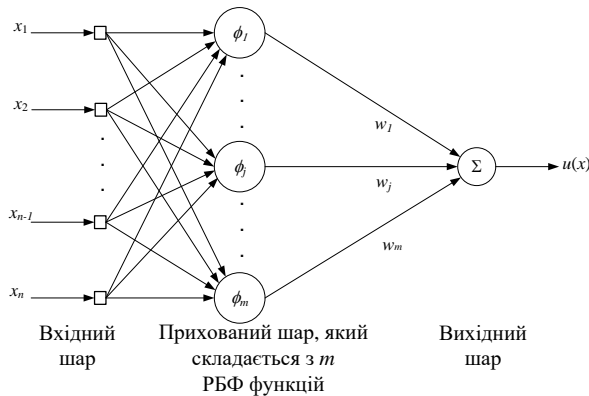 x1
ϕ1
x2
w1
ϕj
wj
Σ
u(x)
xn-1
wm
xn
ϕm
Вхідний
шар
Прихований шар, який
складається з m
РБФ функцій
Вихідний
шар